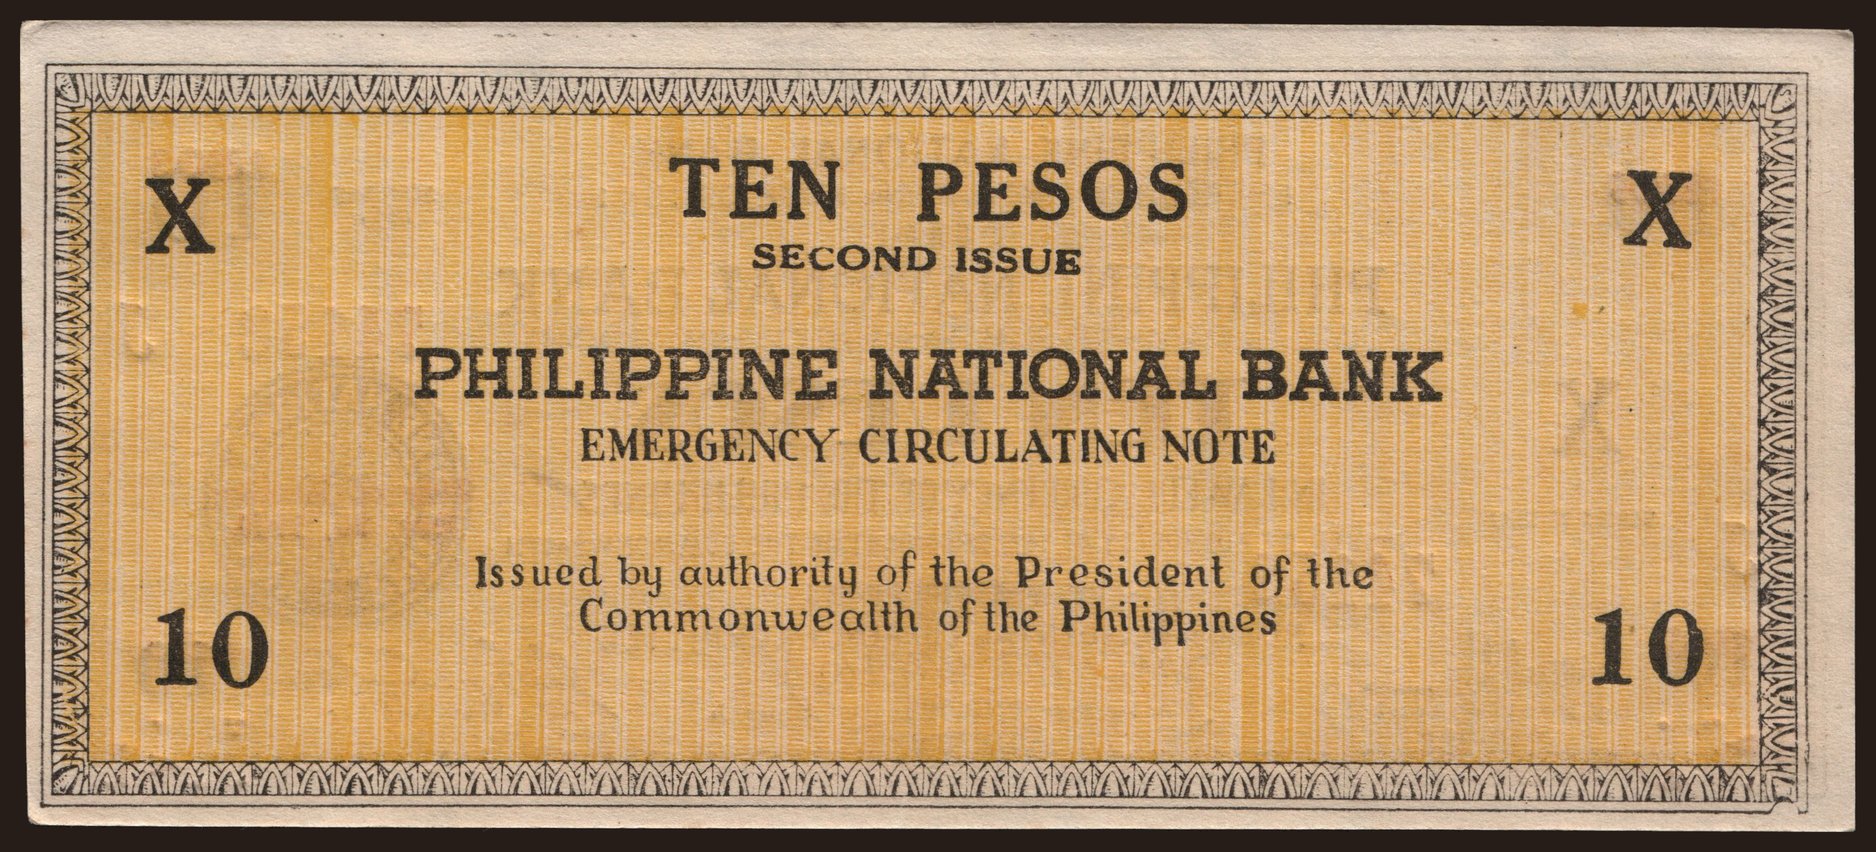 TEN PESOS
X X
SECOND ISSUE
PHILIPPINE NATIONAL BANK
EMERGENCY CIRCULATING NOTE
Issued by authority of the President of the
Commonwealth of the Philippines
10 10